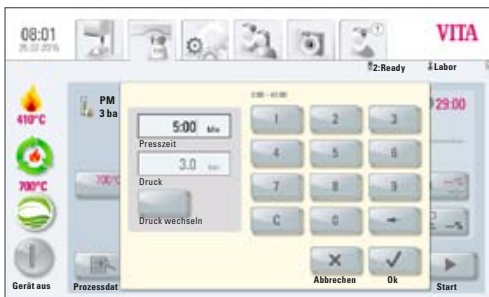 08:01
VITA
2:Ready
Labor
PM
3 ba
29:00
410°C
5:00 Min
Presszeit
3.0
Druck
Druck wechseln
1 2 3
4 5 6
7 8 9
C 0
700°C
700°C
Abbrechen
Ok
Gerät aus
Prozessdat
Start